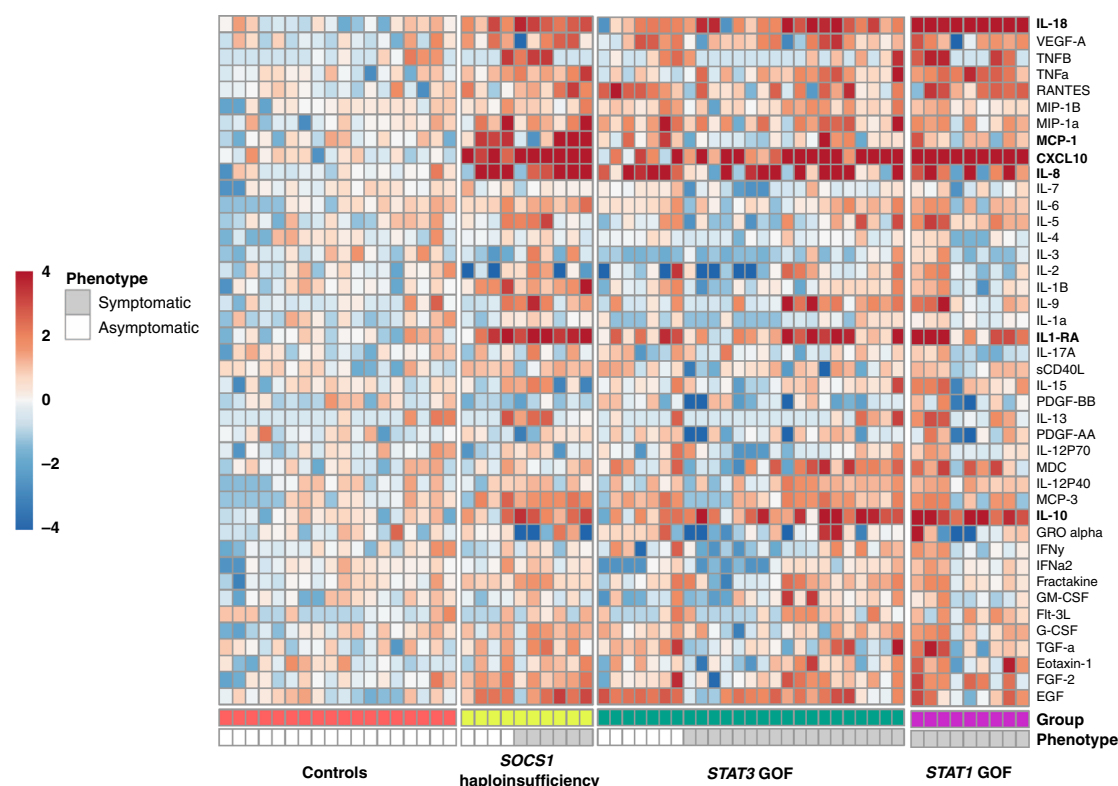 IL-18
VEGF-A
TNFB
TNFa
RANTES
MIP-1B
MIP-1a
MCP-1
CXCL10
IL-8
IL-7
IL-6
IL-5
IL-4
IL-3
IL-2
IL-1B
IL-9
IL-1a
IL1-RA
IL-17A
sCD40L
IL-15
PDGF-BB
IL-13
PDGF-AA
IL-12P70
MDC
IL-12P40
MCP-3
IL-10
GRO alpha
IFNy
IFNa2
Fractakine
GM-CSF
Flt-3L
G-CSF
TGF-a
Eotaxin-1
FGF-2
EGF
Group
Phenotype
4
2
0
−2
−4
Phenotype
Symptomatic
Asymptomatic
Controls
SOCS1
haploinsufficiency
STAT3 GOF
STAT1 GOF